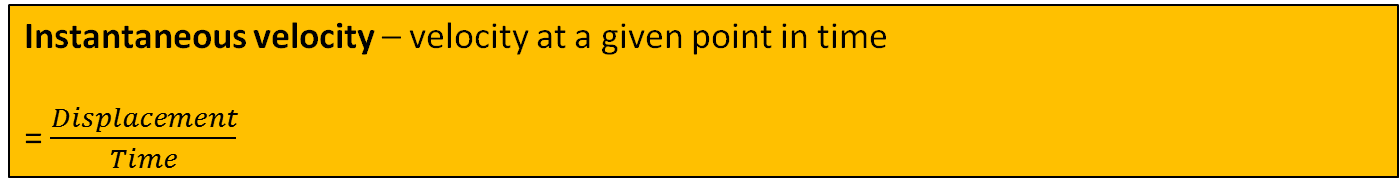 Instantaneous velocity – velocity at a given point in time
= Displacement
Time